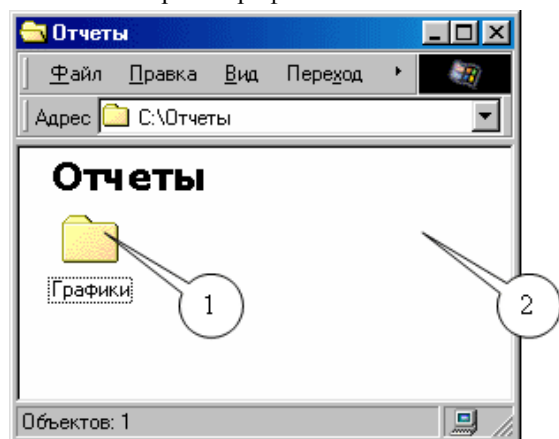 Отчеты
Файл Правка Вид Переход
Адрес C:\Отчеты
Отчеты
Графики
1
2
Объектов: 1